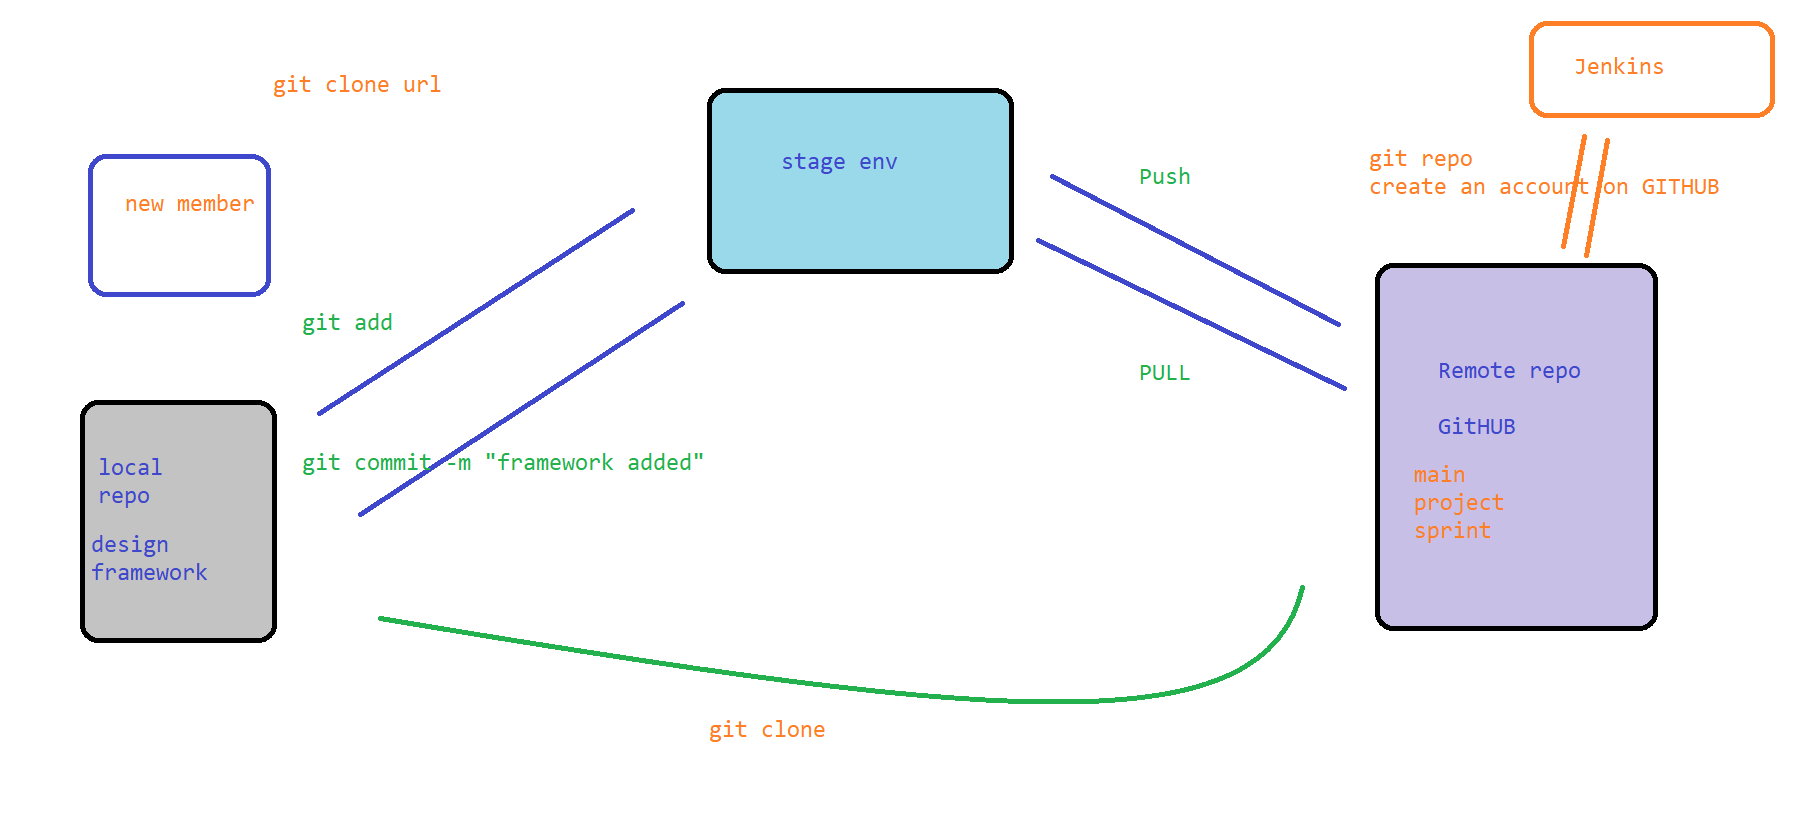 Jenkins
git clone url
stage env
Push
git repo
create an account on GITHUB
new member
git add
PULL
Remote repo
GitHUB
main
project
sprint
git commit -m "framework added"
local
repo
design
framework
git clone